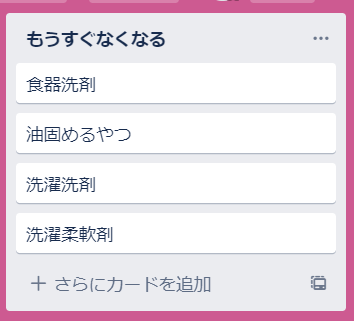 もうすぐなくなる
食器洗剤
油固めるやつ
洗濯洗剤
洗濯柔軟剤
+ さらにカードを追加